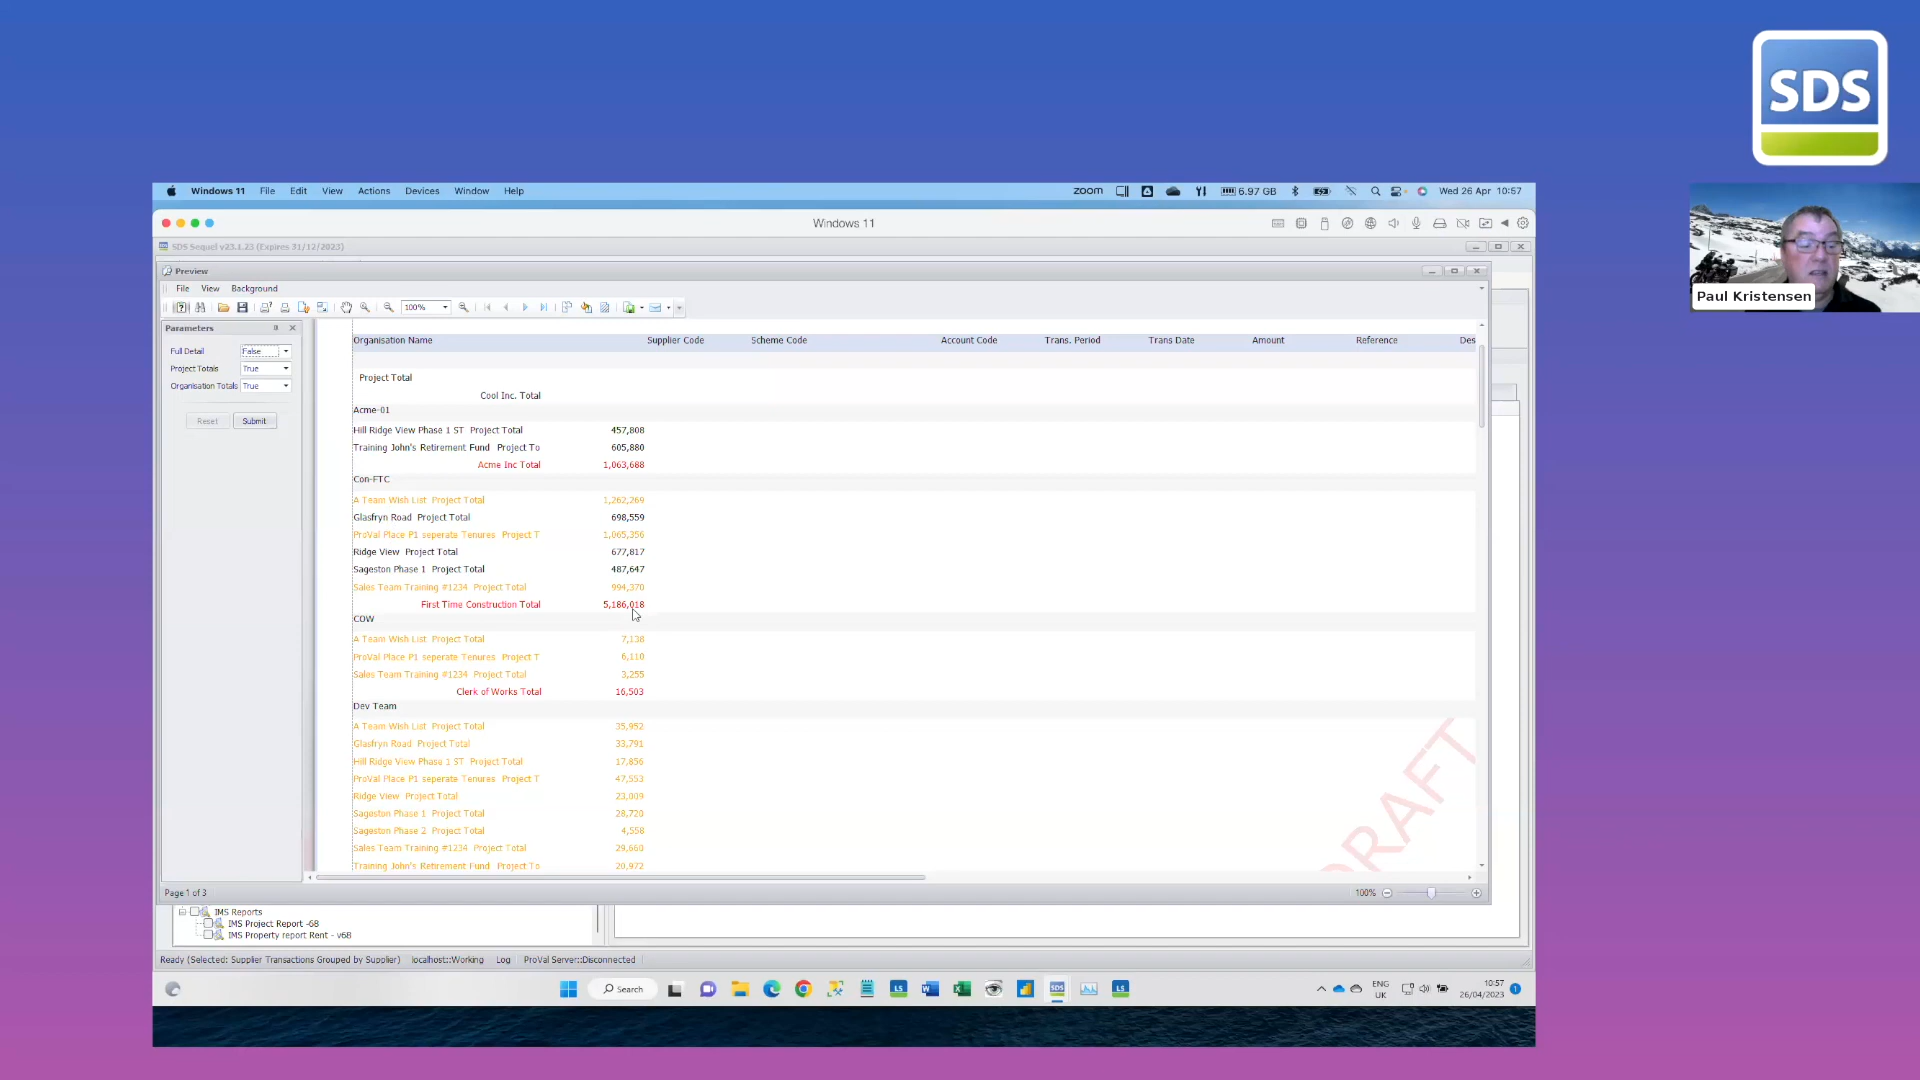 SDS
Paul Kristensen
Windows 11 File Edit View Actions Devices Window Help
zoom 6.97 GB Wed 26 Apr 10:57
Windows 11
SDS Sequel v23.1.23 (Expires 31/12/2023)
Preview
File View Background
100%
Parameters
Full Detail False
Project Totals True
Organisation Totals True
Reset Submit
Organisation Name Supplier Code Scheme Code Account Code Trans. Period Trans Date Amount Reference Des
Project Total
Cool Inc. Total
Acme-01
Hill Ridge View Phase 1 ST Project Total 457,808
Training John's Retirement Fund Project To 605,880
Acme Inc Total 1,063,688
Con-FTC
A Team Wish List Project Total 1,262,269
Glasfryn Road Project Total 698,559
ProVal Place P1 seperate Tenures Project T 1,065,356
Ridge View Project Total 677,817
Sageston Phase 1 Project Total 487,647
Sales Team Training #1234 Project Total 994,370
First Time Construction Total 5,186,018
COW
A Team Wish List Project Total 7,138
ProVal Place P1 seperate Tenures Project T 6,110
Sales Team Training #1234 Project Total 3,255
Clerk of Works Total 16,503
Dev Team
A Team Wish List Project Total 35,952
Glasfryn Road Project Total 33,791
Hill Ridge View Phase 1 ST Project Total 17,856
ProVal Place P1 seperate Tenures Project T 47,553
Ridge View Project Total 23,009
Sageston Phase 1 Project Total 28,720
Sageston Phase 2 Project Total 4,558
Sales Team Training #1234 Project Total 29,660
Training John's Retirement Fund Project To 20,972
DRAFT
Page 1 of 3
100%
IMS Reports
IMS Project Report -68
IMS Property report Rent - v68
Ready (Selected: Supplier Transactions Grouped by Supplier) localhost::Working Log ProVal Server::Disconnected
Search
LS
SDS
LS
ENG
UK
10:57
26/04/2023
1